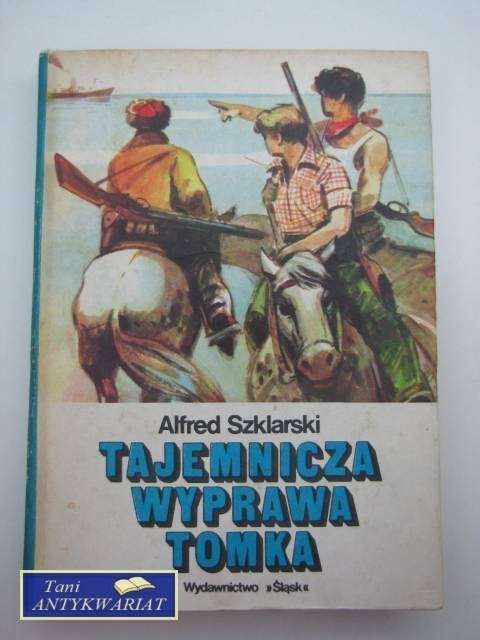 Alfred Szklarski
TAJEMNICZA
WYPRAWA
TOMKA
Wydawnictwo »Śląsk«
Tani
ANTYKWARIAT